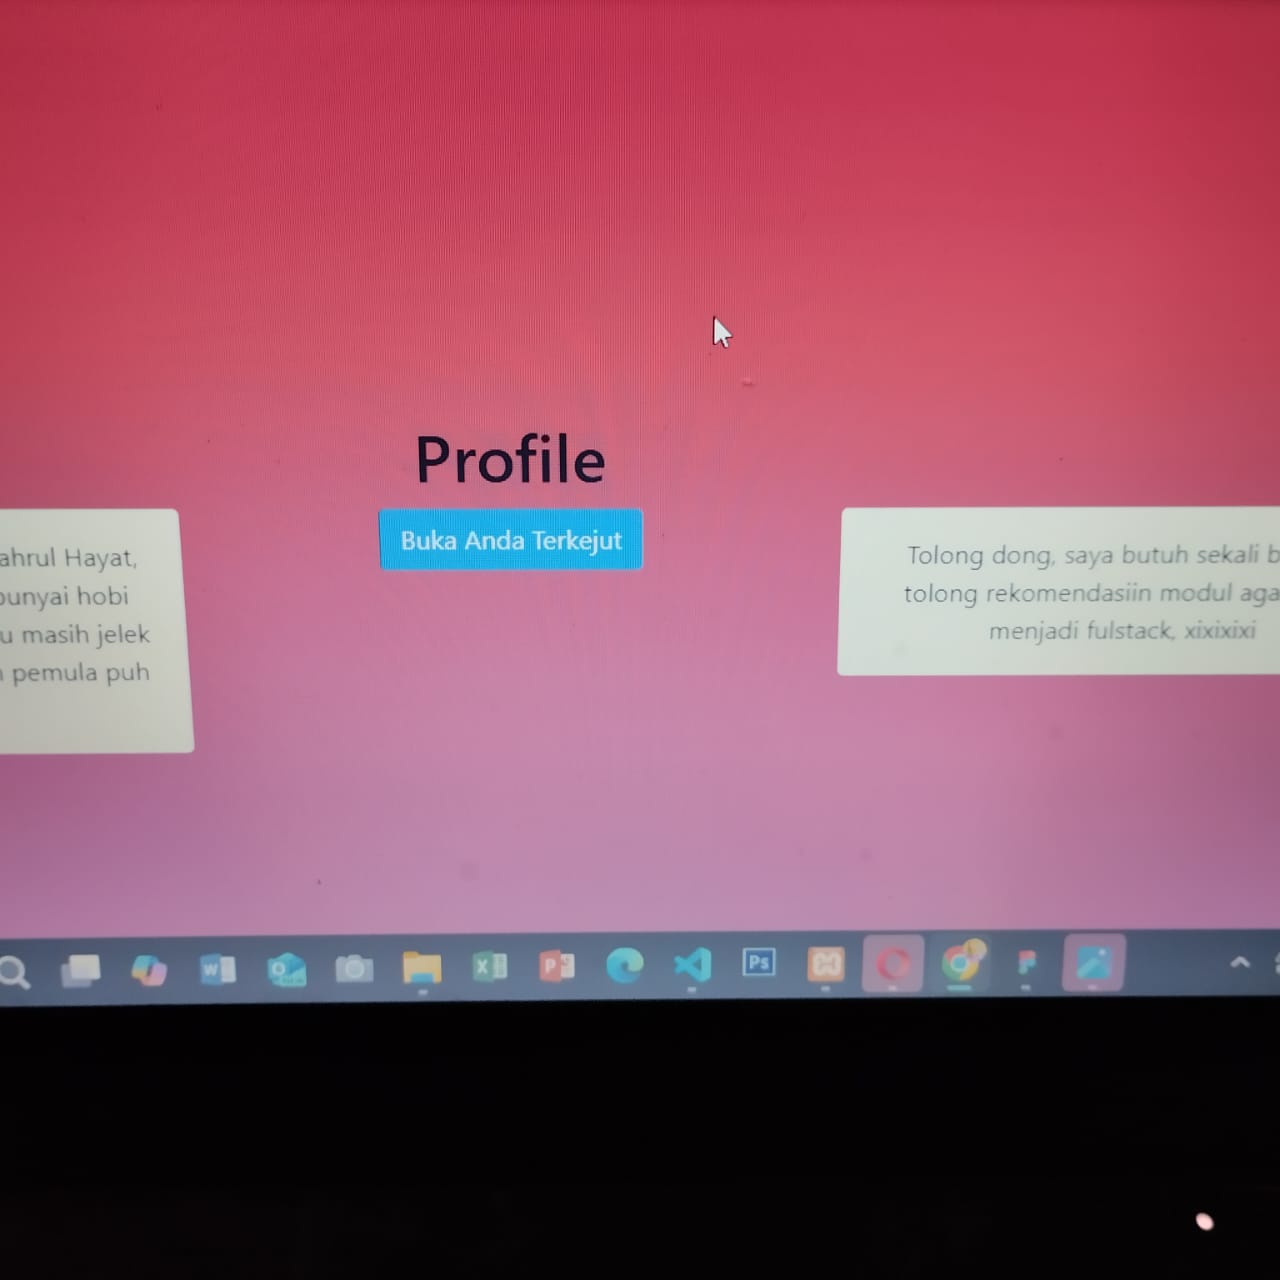 Profile
Buka Anda Terkejut
ahrul Hayat,
punyai hobi
u masih jelek
pemula puh
Tolong dong, saya butuh sekali b
tolong rekomendasiin modul aga
menjadi fulstack, xixixixi
W
X
P
Ps